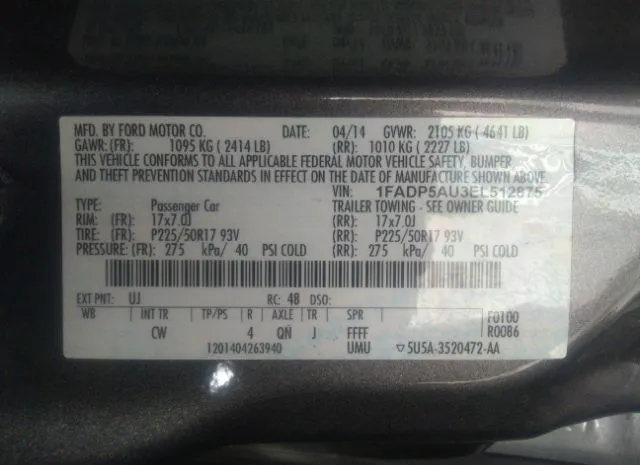 MFD. BY FORD MOTOR CO. DATE: 04/14 GVWR: 2105 KG ( 4641 LB)
GAWR: (FR): 1095 KG ( 2414 LB) (RR): 1010 KG ( 2227 LB)
THIS VEHICLE CONFORMS TO ALL APPLICABLE FEDERAL MOTOR VEHICLE SAFETY, BUMPER
AND THEFT PREVENTION STANDARDS IN EFFECT ON THE DATE OF MANUFACTURE SHOWN ABOVE.
VIN: 1FADP5AU3EL512875
TYPE: Passenger Car TRAILER TOWING - SEE OWNER GUIDE
RIM: (FR): 17x7.0J (RR): 17x7.0J
TIRE: (FR): P225/50R17 93V (RR): P225/50R17 93V
PRESSURE: (FR): 275 kPa/ 40 PSI COLD (RR): 275 kPa/ 40 PSI COLD
EXT PNT: UJ RC: 48 DSO:
WB INT TR TP/PS R AXLE TR SPR F0100
CW 4 QÑ J FFFF R0086
1201404263940 UMU ▽5U5A-3520472-AA